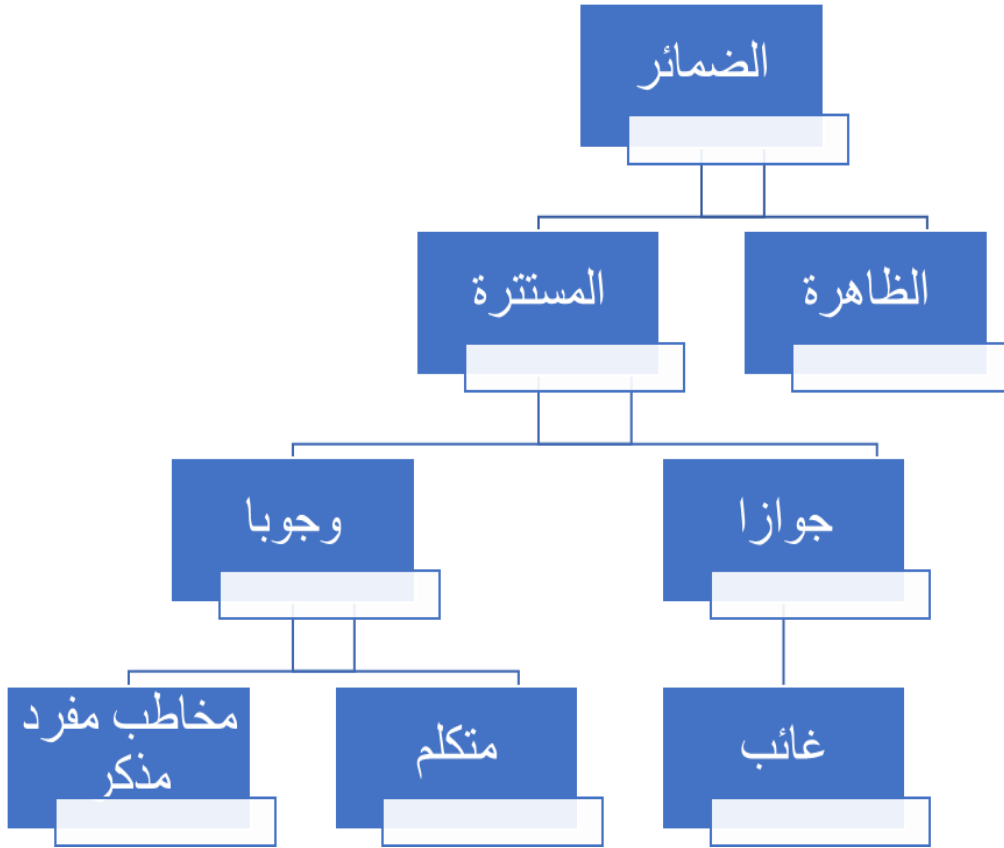 الضمائر
الظاهرة
المستترة
جوازا
وجوبا
غائب
متكلم
مخاطب مفرد
مذكر